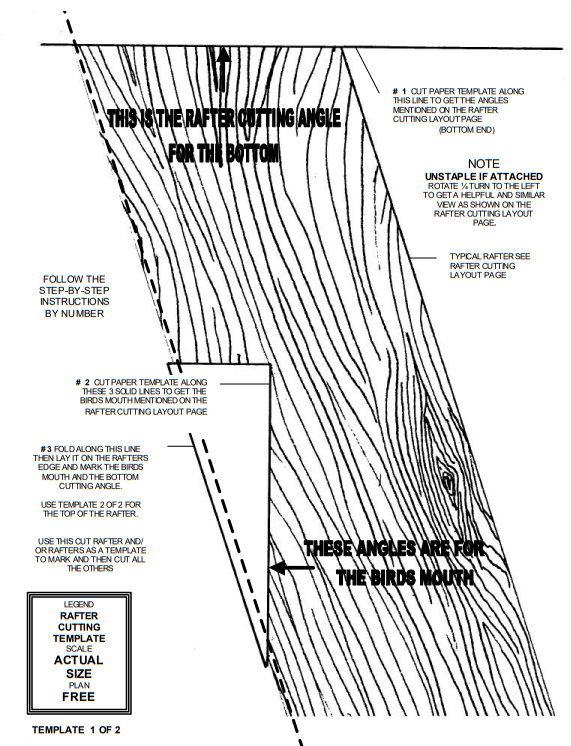 THIS IS THE RAFTER CUTTING ANGLE
FOR THE BOTTOM
# 1 CUT PAPER TEMPLATE ALONG
THIS LINE TO GET THE ANGLES
MENTIONED ON THE RAFTER
CUTTING LAYOUT PAGE
(BOTTOM END)
NOTE
UNSTAPLE IF ATTACHED
ROTATE ¼ TURN TO THE LEFT
TO GET A HELPFUL AND SIMILAR
VIEW AS SHOWN ON THE
RAFTER CUTTING LAYOUT
PAGE.
TYPICAL RAFTER SEE
RAFTER CUTTING
LAYOUT PAGE
FOLLOW THE
STEP-BY-STEP
INSTRUCTIONS
BY NUMBER
# 2 CUT PAPER TEMPLATE ALONG
THESE 3 SOLID LINES TO GET THE
BIRDS MOUTH MENTIONED ON THE
RAFTER CUTTING LAYOUT PAGE
#3 FOLD ALONG THIS LINE
THEN LAY IT ON THE RAFTERS
EDGE AND MARK THE BIRDS
MOUTH AND THE BOTTOM
CUTTING ANGLE.
USE TEMPLATE 2 OF 2 FOR
THE TOP OF THE RAFTER.
USE THIS CUT RAFTER AND/
OR RAFTERS AS A TEMPLATE
TO MARK AND THEN CUT ALL
THE OTHERS
THESE ANGLES ARE FOR
THE BIRDS MOUTH
LEGEND
RAFTER
CUTTING
TEMPLATE
SCALE
ACTUAL
SIZE
PLAN
FREE
TEMPLATE 1 OF 2